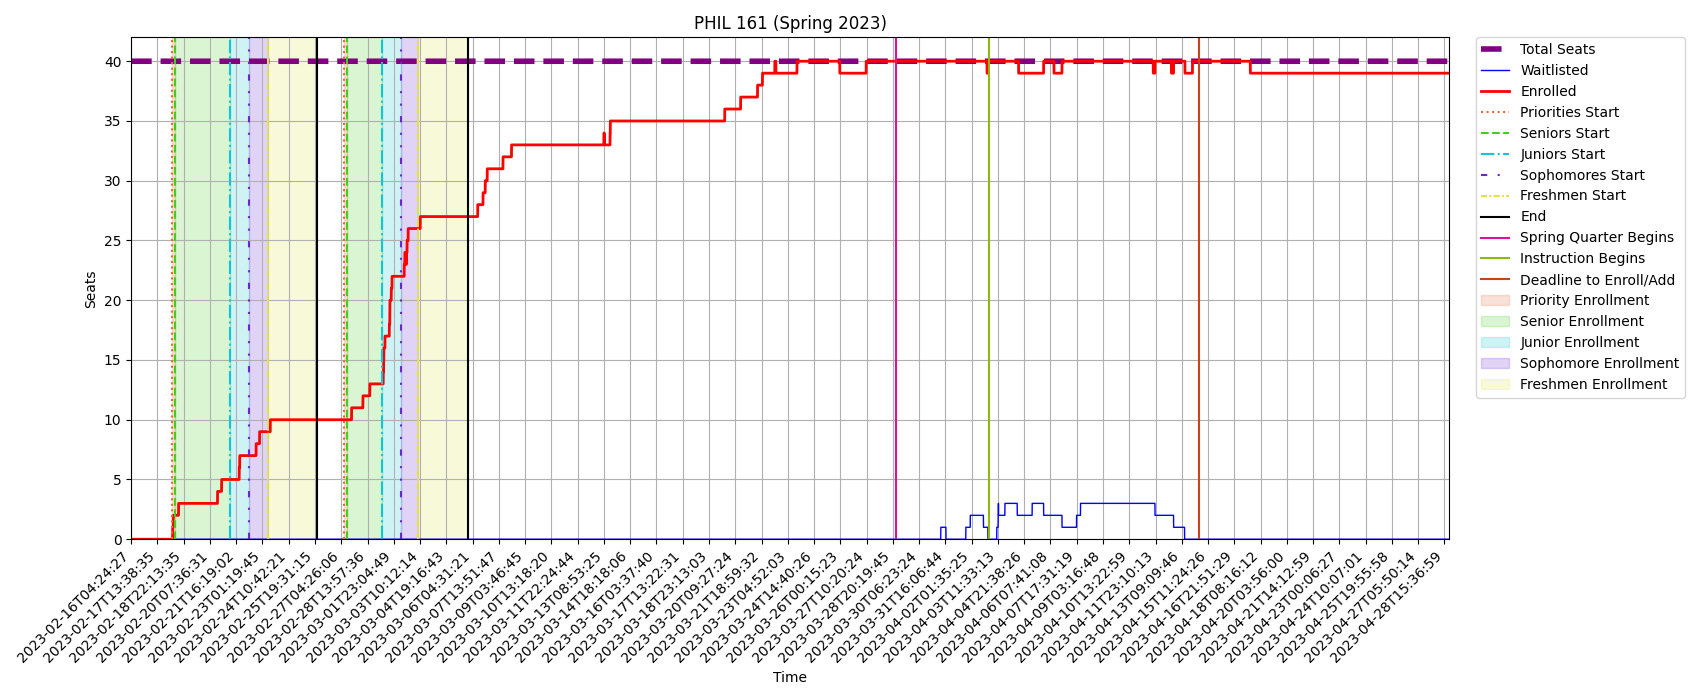 PHIL 161 (Spring 2023)
Seats
40
35
30
25
20
15
10
5
0
2023-02-16T04:24:27
2023-02-17T13:38:35
2023-02-18T22:13:35
2023-02-20T07:36:31
2023-02-21T16:19:02
2023-02-23T01:19:45
2023-02-24T10:42:21
2023-02-25T19:31:15
2023-02-27T04:26:06
2023-02-28T13:57:36
2023-03-01T23:04:49
2023-03-03T10:12:14
2023-03-04T19:16:43
2023-03-06T04:31:21
2023-03-07T13:51:47
2023-03-09T03:46:45
2023-03-10T13:18:20
2023-03-11T22:24:44
2023-03-13T08:53:25
2023-03-14T18:18:06
2023-03-16T03:37:40
2023-03-17T13:22:31
2023-03-18T23:13:03
2023-03-20T09:27:24
2023-03-21T18:59:32
2023-03-23T04:52:03
2023-03-24T14:40:26
2023-03-26T00:15:23
2023-03-27T10:20:24
2023-03-28T20:19:45
2023-03-30T06:23:24
2023-03-31T16:06:44
2023-04-02T01:35:25
2023-04-03T11:33:13
2023-04-04T21:38:26
2023-04-06T07:41:08
2023-04-07T17:31:19
2023-04-09T03:16:48
2023-04-10T13:22:59
2023-04-11T23:10:13
2023-04-13T09:09:46
2023-04-15T11:24:26
2023-04-16T21:51:29
2023-04-18T08:16:12
2023-04-20T03:56:00
2023-04-21T14:12:59
2023-04-23T00:06:27
2023-04-24T10:07:01
2023-04-25T19:55:58
2023-04-27T05:50:14
2023-04-28T15:36:59
Time
Total Seats
Waitlisted
Enrolled
Priorities Start
Seniors Start
Juniors Start
Sophomores Start
Freshmen Start
End
Spring Quarter Begins
Instruction Begins
Deadline to Enroll/Add
Priority Enrollment
Senior Enrollment
Junior Enrollment
Sophomore Enrollment
Freshmen Enrollment